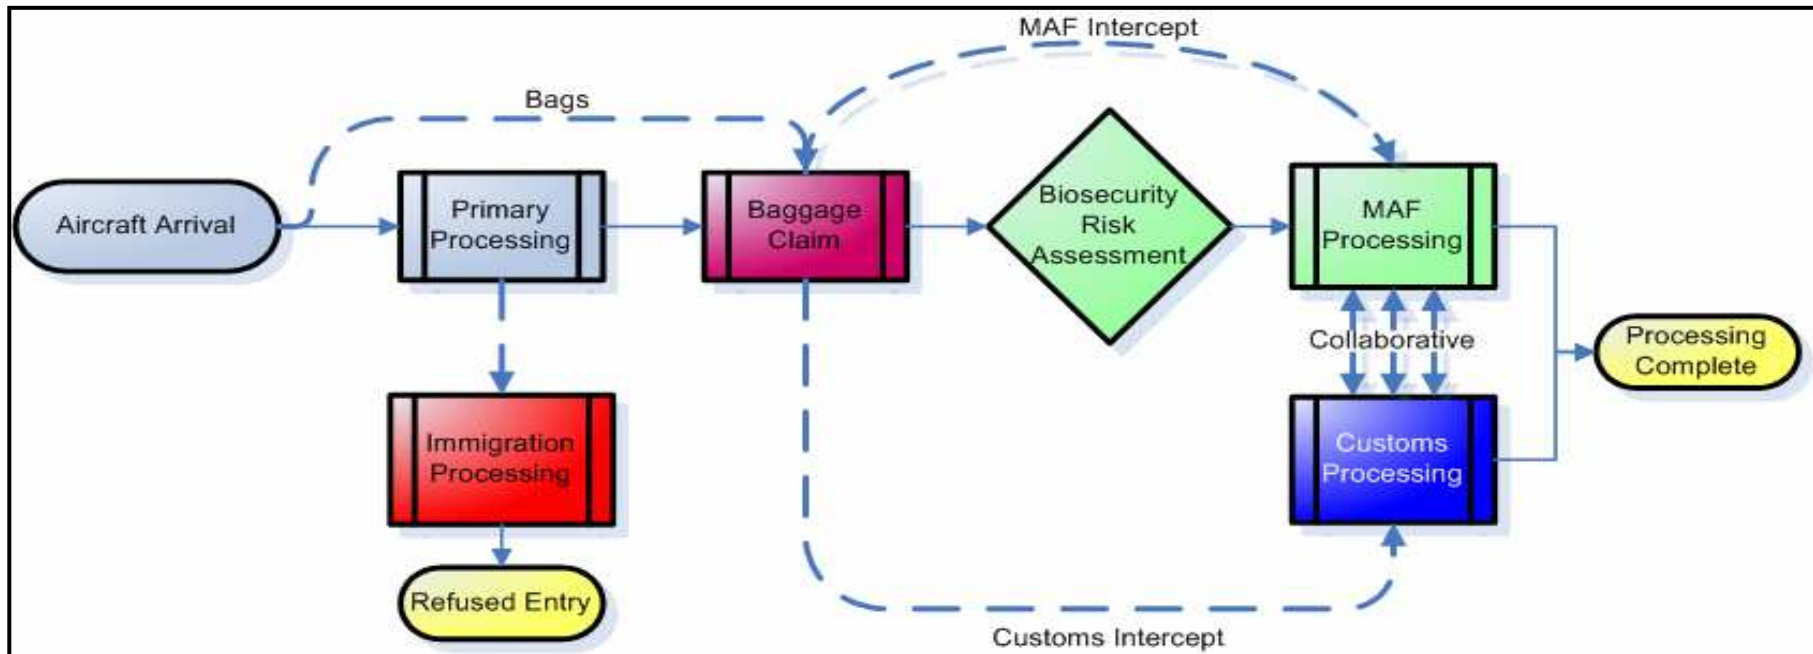 MAF Intercept
Bags
Aircraft Arrival
Primary
Processing
Baggage
Claim
Biosecurity
Risk
Assessment
MAF
Processing
Collaborative
Processing
Complete
Immigration
Processing
Customs
Processing
Refused Entry
Customs Intercept